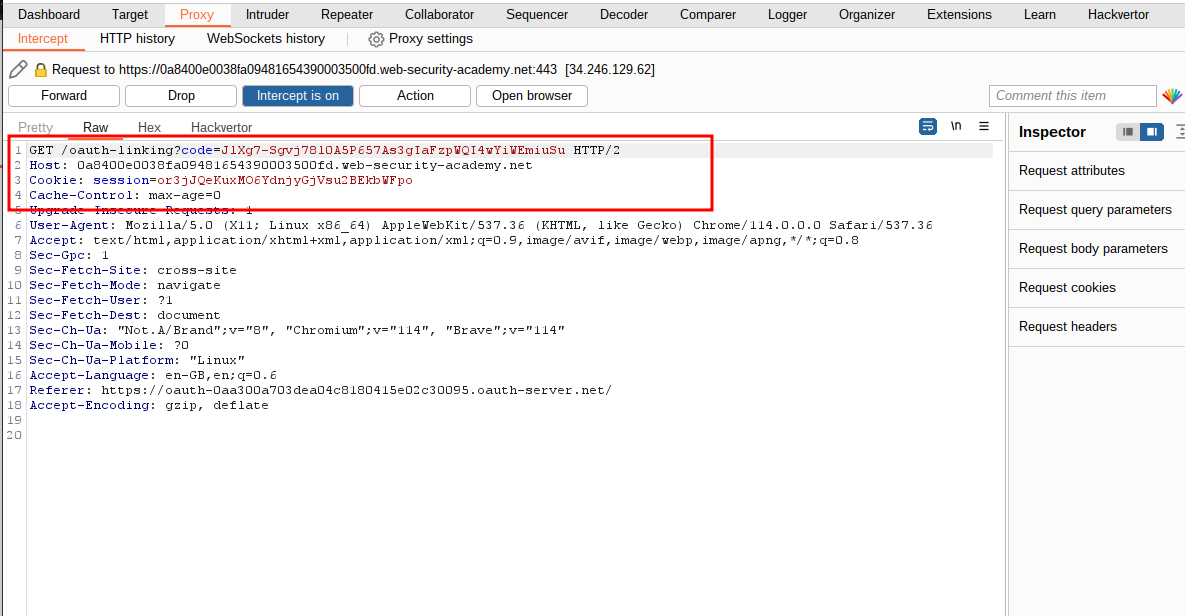 Dashboard Target Proxy Intruder Repeater Collaborator Sequencer Decoder Comparer Logger Organizer Extensions Learn Hackvertor
Intercept HTTP history WebSockets history Proxy settings
Request to https://0a8400e0038fa09481654390003500fd.web-security-academy.net:443 [34.246.129.62]
Forward Drop Intercept is on Action Open browser Comment this item
Pretty Raw Hex Hackvertor \n
1 GET /oauth-linking?code=JlXg7-Sgvj78lOA5P657As3gIaFzpWQI4wYiWEmiuSu HTTP/2
2 Host: 0a8400e0038fa09481654390003500fd.web-security-academy.net
3 Cookie: session=or3jJQeKuxMO6YdnjyGjVsu2BEkbWFpo
4 Cache-Control: max-age=0
5 Upgrade-Insecure-Requests: 1
6 User-Agent: Mozilla/5.0 (X11; Linux x86_64) AppleWebKit/537.36 (KHTML, like Gecko) Chrome/114.0.0.0 Safari/537.36
7 Accept: text/html,application/xhtml+xml,application/xml;q=0.9,image/avif,image/webp,image/apng,*/*;q=0.8
8 Sec-Gpc: 1
9 Sec-Fetch-Site: cross-site
10 Sec-Fetch-Mode: navigate
11 Sec-Fetch-User: ?1
12 Sec-Fetch-Dest: document
13 Sec-Ch-Ua: "Not.A/Brand";v="8", "Chromium";v="114", "Brave";v="114"
14 Sec-Ch-Ua-Mobile: ?0
15 Sec-Ch-Ua-Platform: "Linux"
16 Accept-Language: en-GB,en;q=0.6
17 Referer: https://oauth-0aa300a703dea04c8180415e02c30095.oauth-server.net/
18 Accept-Encoding: gzip, deflate
19
20
Inspector
Request attributes
Request query parameters
Request body parameters
Request cookies
Request headers